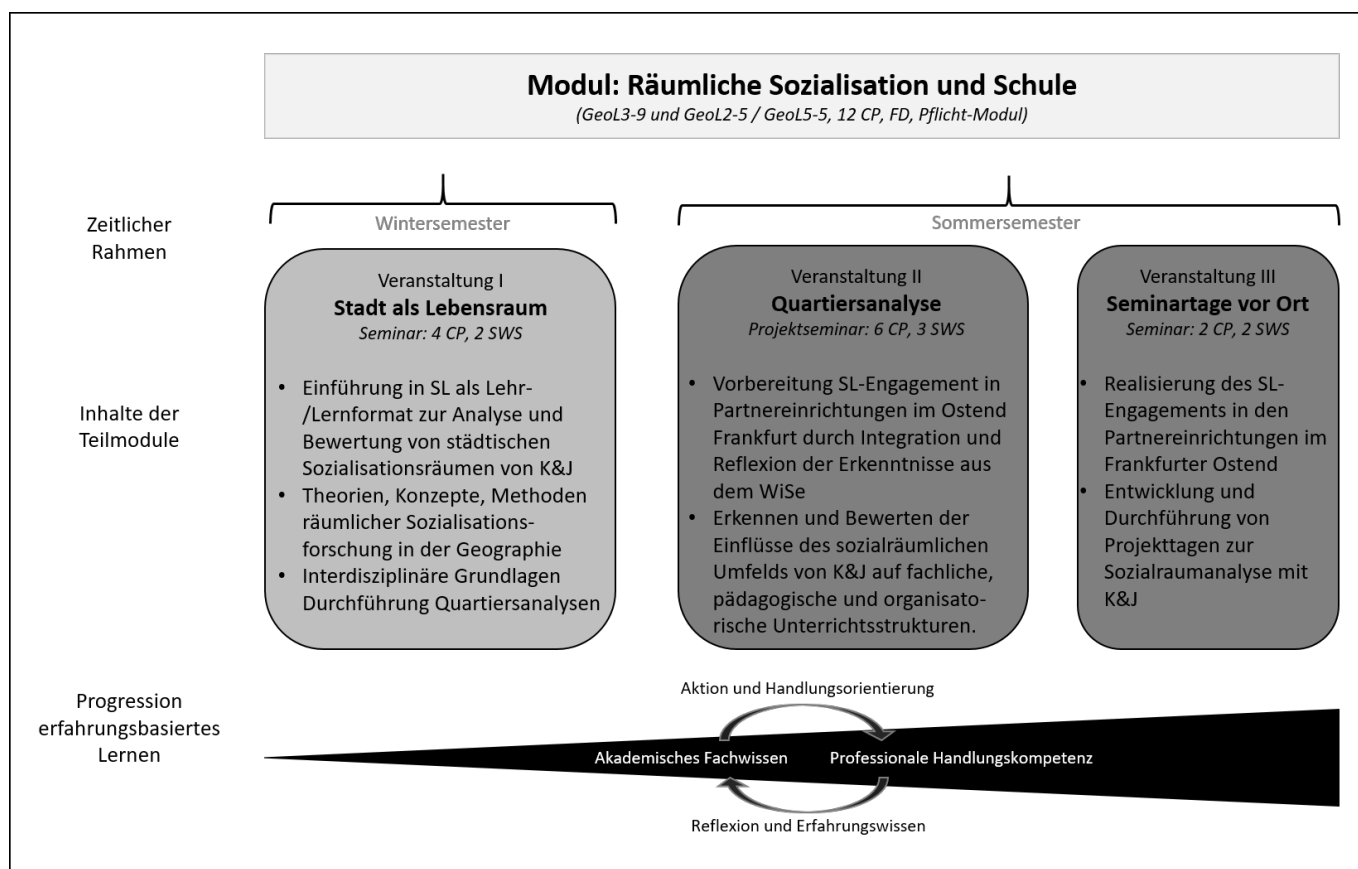 Modul: Räumliche Sozialisation und Schule
(GeoL3-9 und GeoL2-5 / GeoL5-5, 12 CP, FD, Pflicht-Modul)
Zeitlicher
Rahmen
Wintersemester
Sommersemester
Inhalte der
Teilmodule
Veranstaltung I
Stadt als Lebensraum
Seminar: 4 CP, 2 SWS
• Einführung in SL als Lehr-
/Lernformat zur Analyse und
Bewertung von städtischen
Sozialisationsräumen von K&J
• Theorien, Konzepte, Methoden
räumlicher Sozialisations-
forschung in der Geographie
• Interdisziplinäre Grundlagen
Durchführung Quartiersanalysen
Veranstaltung II
Quartiersanalyse
Projektseminar: 6 CP, 3 SWS
• Vorbereitung SL-Engagement in
Partnereinrichtungen im Ostend
Frankfurt durch Integration und
Reflexion der Erkenntnisse aus
dem WiSe
• Erkennen und Bewerten der
Einflüsse des sozialräumlichen
Umfelds von K&J auf fachliche,
pädagogische und organisato-
rische Unterrichtsstrukturen.
Veranstaltung III
Seminartage vor Ort
Seminar: 2 CP, 2 SWS
• Realisierung des SL-
Engagements in den
Partnereinrichtungen im
Frankfurter Ostend
• Entwicklung und
Durchführung von
Projekttagen zur
Sozialraumanalyse mit
K&J
Progression
erfahrungsbasiertes
Lernen
Aktion und Handlungsorientierung
Akademisches Fachwissen
Professionale Handlungskompetenz
Reflexion und Erfahrungswissen